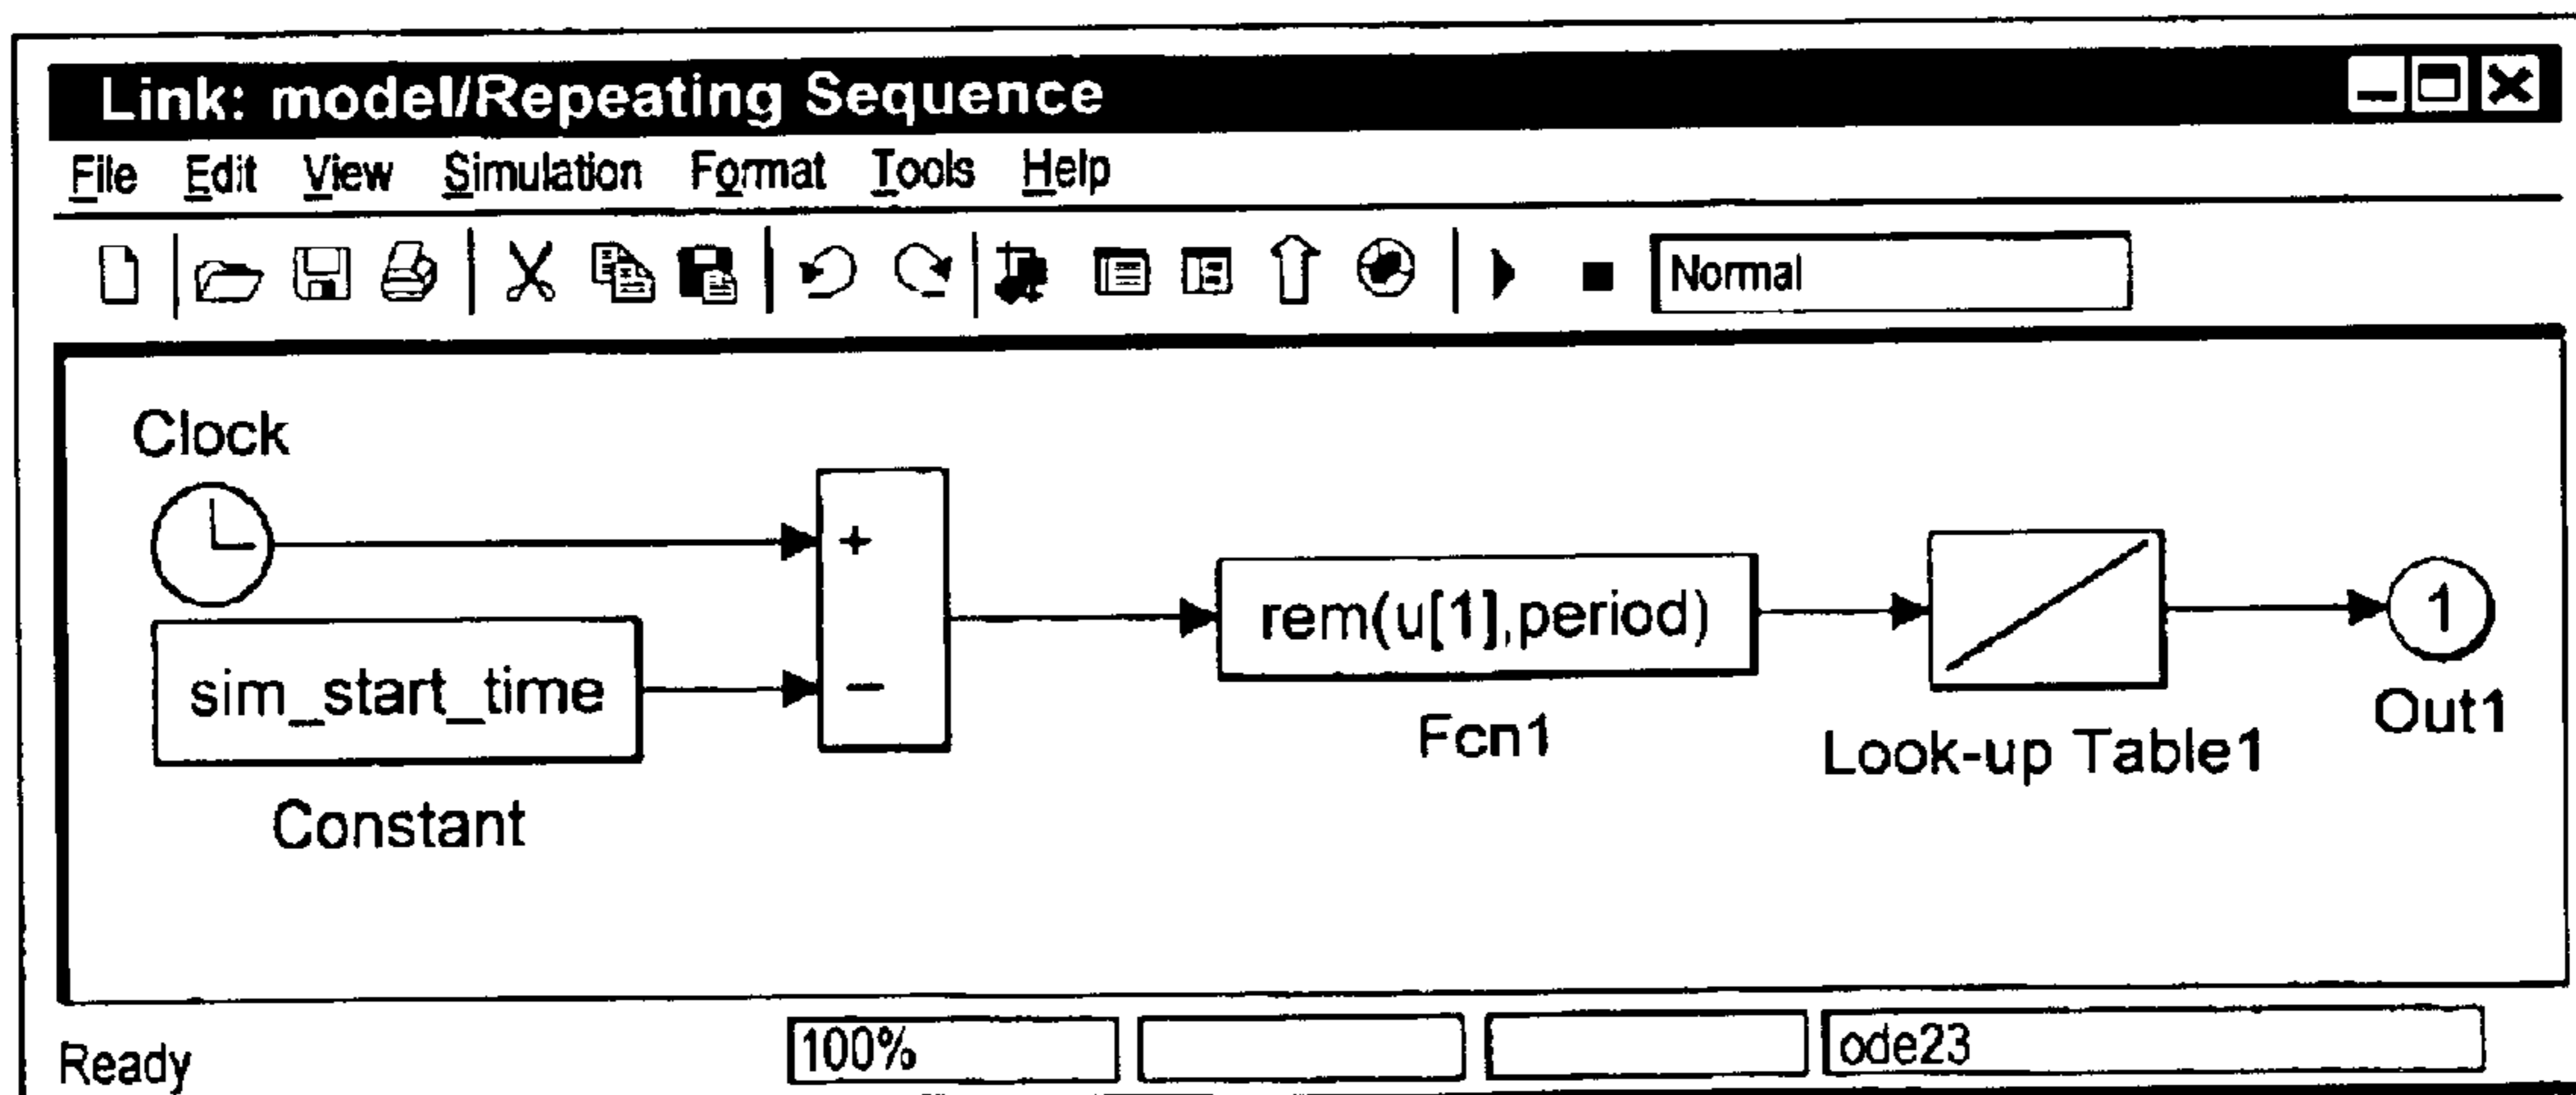 Link: model/Repeating Sequence
File Edit View Simulation Format Tools Help
Normal
Clock
+
sim_start_time
−
rem(u[1],period)
1
Constant
Fcn1
Look-up Table1
Out1
Ready 100% ode23